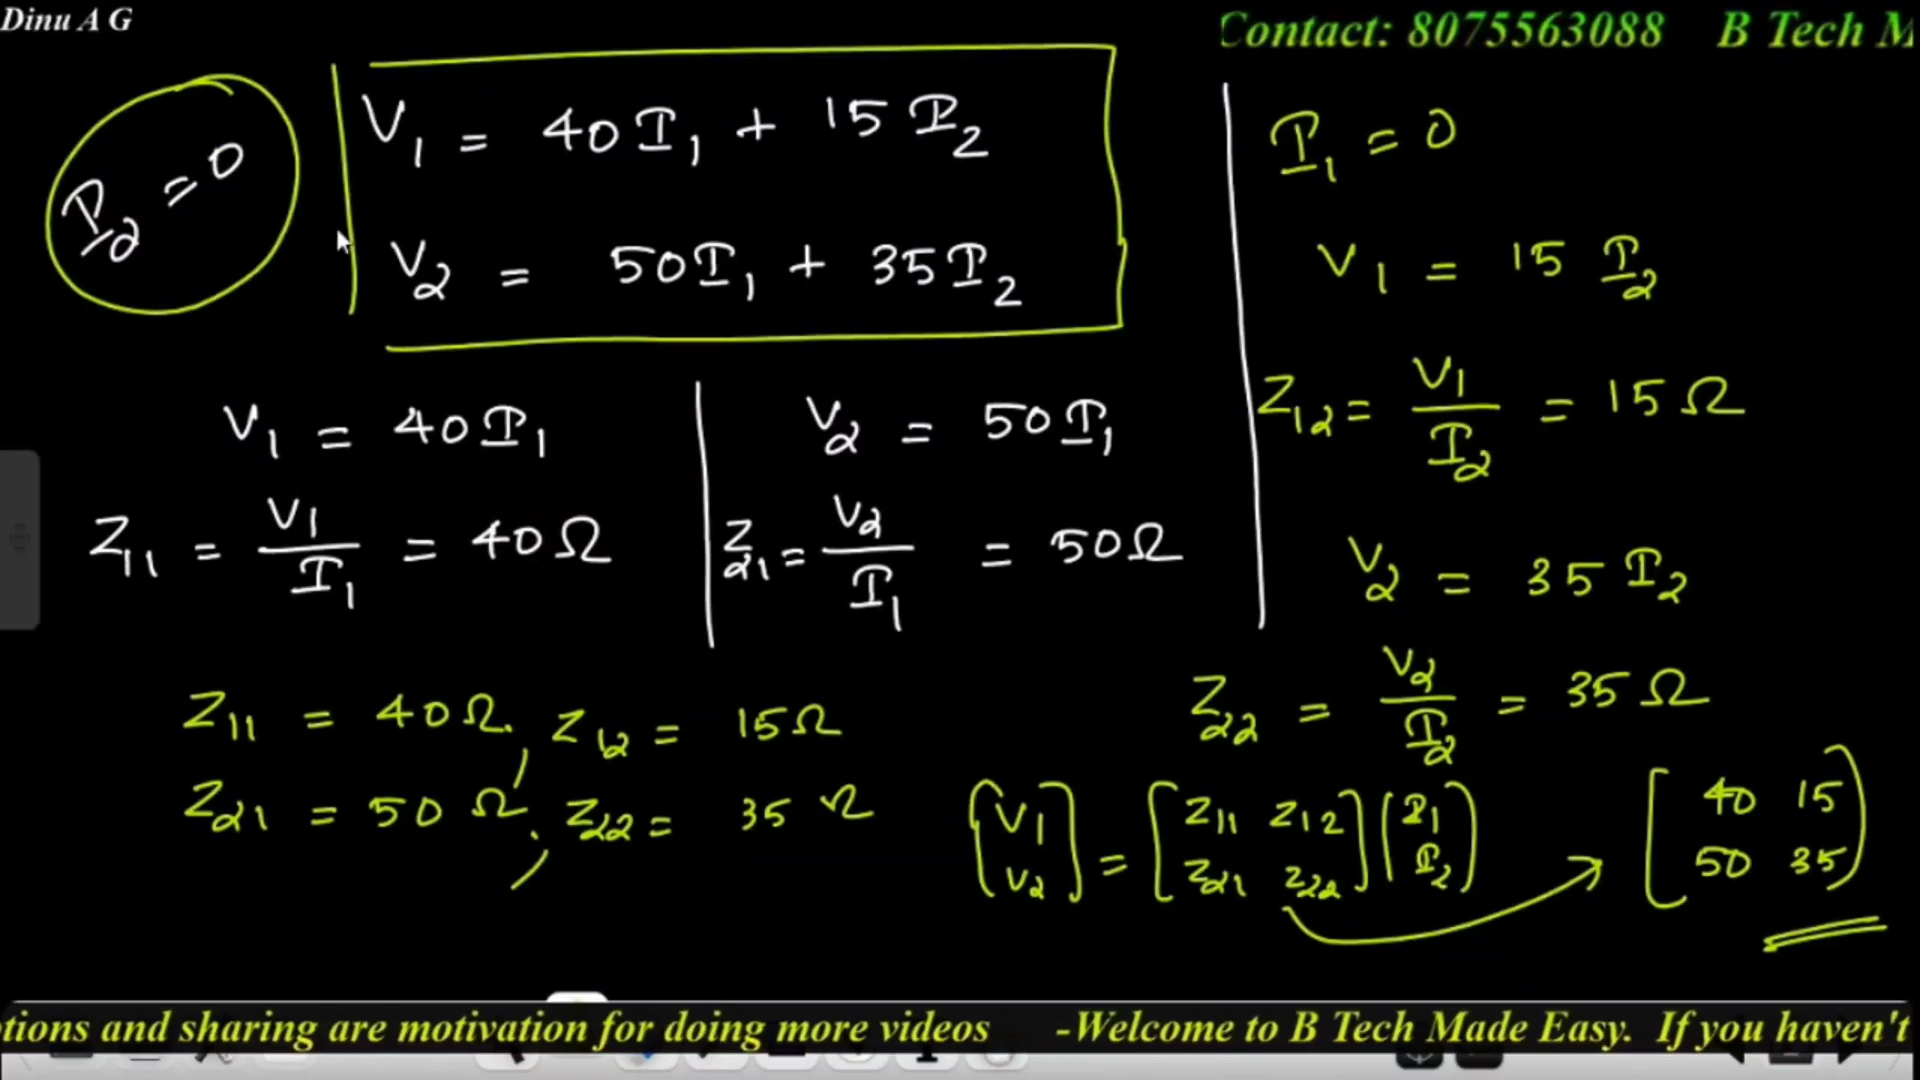 Dinu A G
Contact: 8075563088 B Tech M
I₂ = 0
V₁ = 40I₁ + 15I₂
V₂ = 50I₁ + 35I₂
V₁ = 40I₁
Z₁₁ = V₁/I₁ = 40Ω
V₂ = 50I₁
Z₂₁ = V₂/I₁ = 50Ω
I₁ = 0
V₁ = 15 I₂
Z₁₂ = V₁/I₂ = 15Ω
V₂ = 35 I₂
Z₂₂ = V₂/I₂ = 35Ω
Z₁₁ = 40Ω, Z₁₂ = 15Ω
Z₂₁ = 50Ω; Z₂₂ = 35Ω
[V₁ V₂] = [Z₁₁ Z₁₂ Z₂₁ Z₂₂] [I₁ I₂] → [40 15 50 35]
tions and sharing are motivation for doing more videos -Welcome to B Tech Made Easy. If you haven't